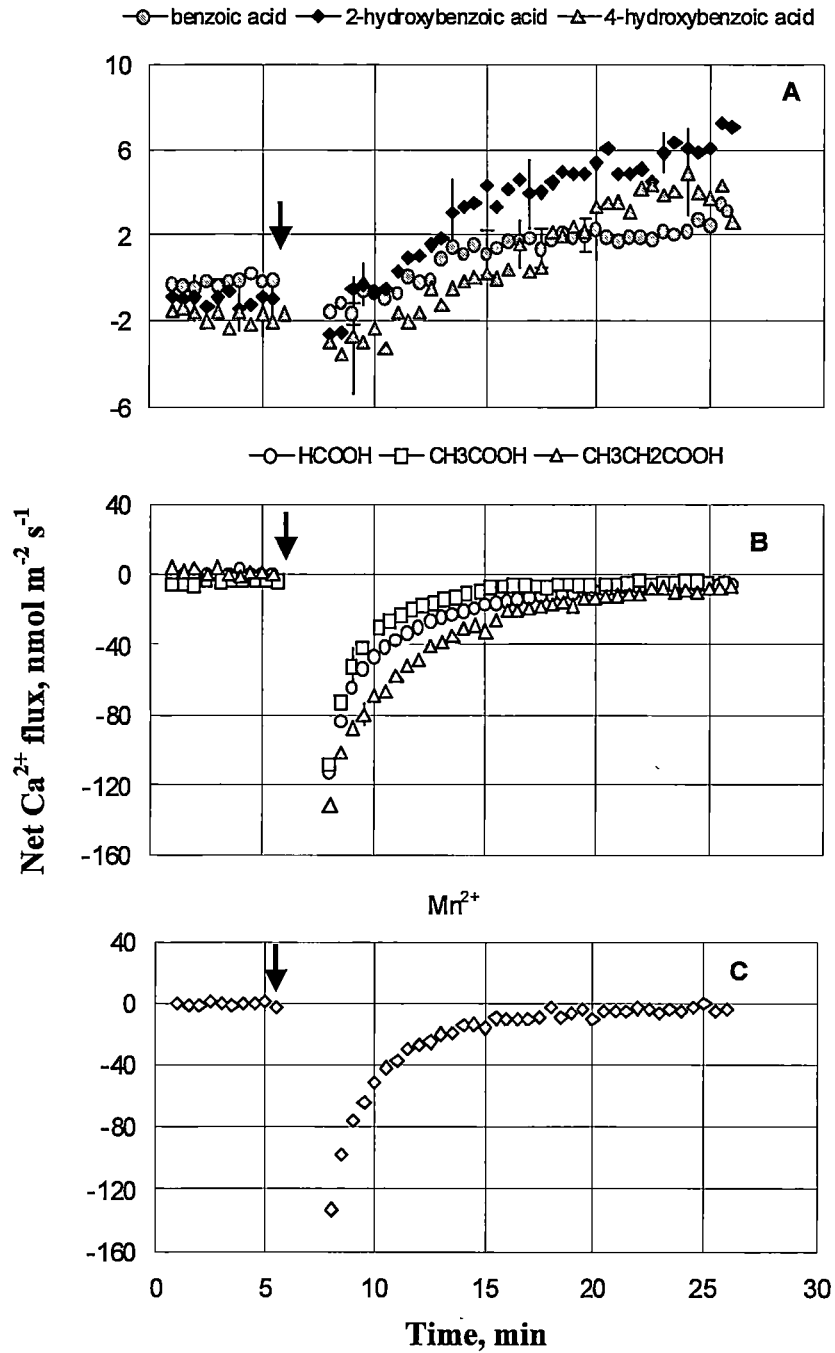 benzoic acid 2-hydroxybenzoic acid 4-hydroxybenzoic acid
10
6
2
-2
-6
A
HCOOH CH3COOH CH3CH2COOH
40
0
-40
-80
-120
-160
B
Mn²⁺
40
0
-40
-80
-120
-160
C
0 5 10 15 20 25 30
Time, min
Net Ca²⁺ flux, nmol m⁻² s⁻¹